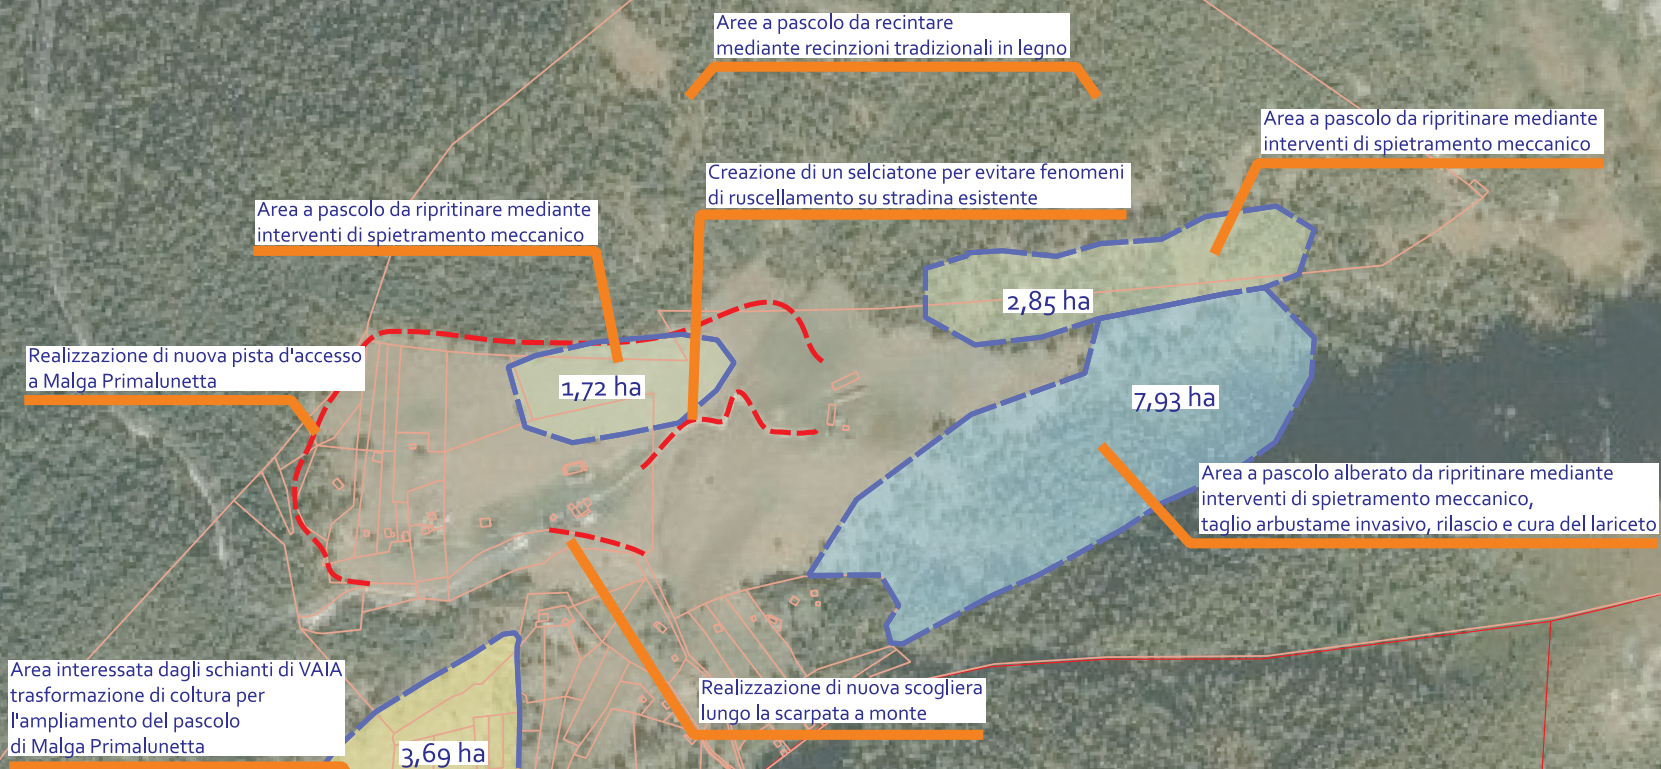 Aree a pascolo da recintare
mediante recinzioni tradizionali in legno
Area a pascolo da ripritinare mediante
interventi di spietramento meccanico
Creazione di un selciatone per evitare fenomeni
di ruscellamento su stradina esistente
Area a pascolo da ripritinare mediante
interventi di spietramento meccanico
2,85 ha
Realizzazione di nuova pista d'accesso
a Malga Primalunetta
1,72 ha
7,93 ha
Area a pascolo alberato da ripritinare mediante
interventi di spietramento meccanico,
taglio arbustame invasivo, rilascio e cura del lariceto
Area interessata dagli schianti di VAIA
trasformazione di coltura per
l'ampliamento del pascolo
di Malga Primalunetta
Realizzazione di nuova scogliera
lungo la scarpata a monte
3,69 ha